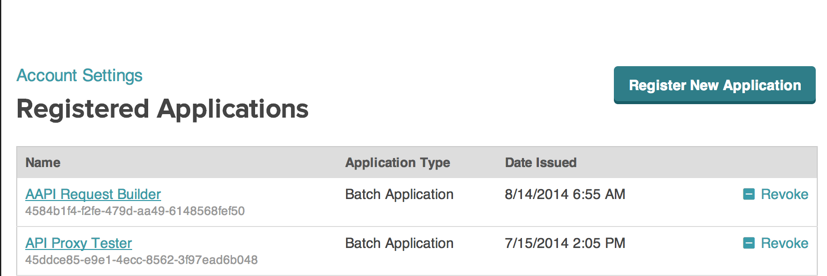 Account Settings
Register New Application
Registered Applications
Name Application Type Date Issued
AAPI Request Builder Batch Application 8/14/2014 6:55 AM Revoke
4584b1f4-f2fe-479d-aa49-6148568fef50
API Proxy Tester Batch Application 7/15/2014 2:05 PM Revoke
45ddce85-e9e1-4ecc-8562-3f97ead6b048